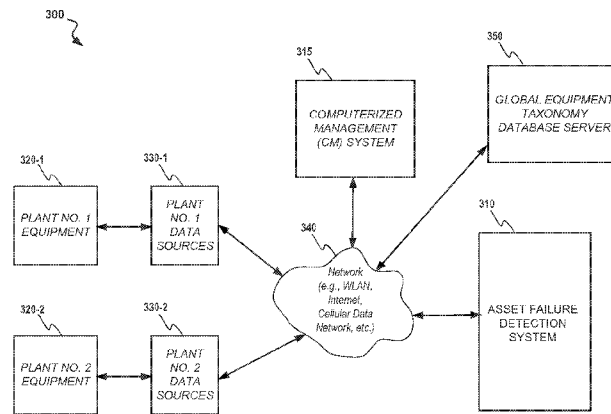 300
315
350
COMPUTERIZED
MANAGEMENT
(CM) SYSTEM
GLOBAL EQUIPMENT
TAXONOMY
DATABASE SERVER
320-1
330-1
PLANT NO. 1
EQUIPMENT
PLANT
NO. 1
DATA
SOURCES
340
310
Network
(e.g., WLAN,
Internet,
Cellular Data
Network, etc.)
ASSET FAILURE
DETECTION
SYSTEM
320-2
330-2
PLANT NO. 2
EQUIPMENT
PLANT
NO. 2
DATA
SOURCES